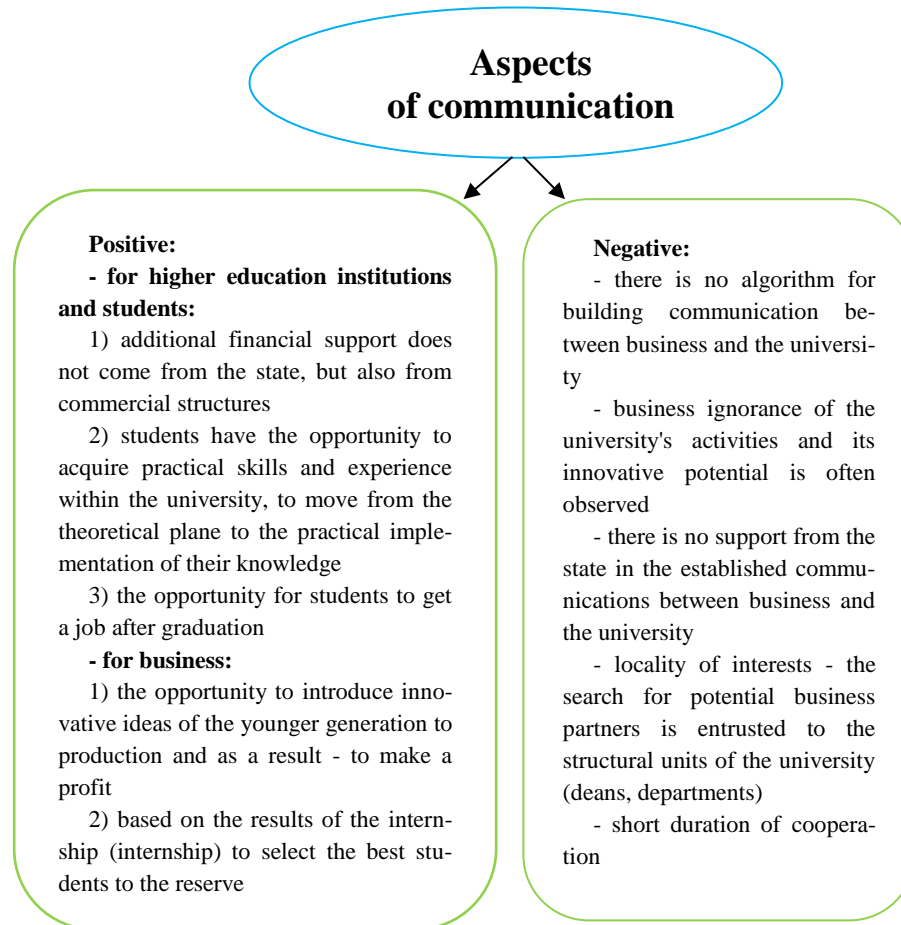 Aspects
of communication
Positive:
- for higher education institutions
and students:
1) additional financial support does
not come from the state, but also from
commercial structures
2) students have the opportunity to
acquire practical skills and experience
within the university, to move from the
theoretical plane to the practical imple-
mentation of their knowledge
3) the opportunity for students to get
a job after graduation
- for business:
1) the opportunity to introduce inno-
vative ideas of the younger generation to
production and as a result - to make a
profit
2) based on the results of the intern-
ship (internship) to select the best stu-
dents to the reserve
Negative:
- there is no algorithm for
building communication be-
tween business and the universi-
ty
- business ignorance of the
university's activities and its
innovative potential is often
observed
- there is no support from the
state in the established commu-
nications between business and
the university
- locality of interests - the
search for potential business
partners is entrusted to the
structural units of the university
(deans, departments)
- short duration of coopera-
tion